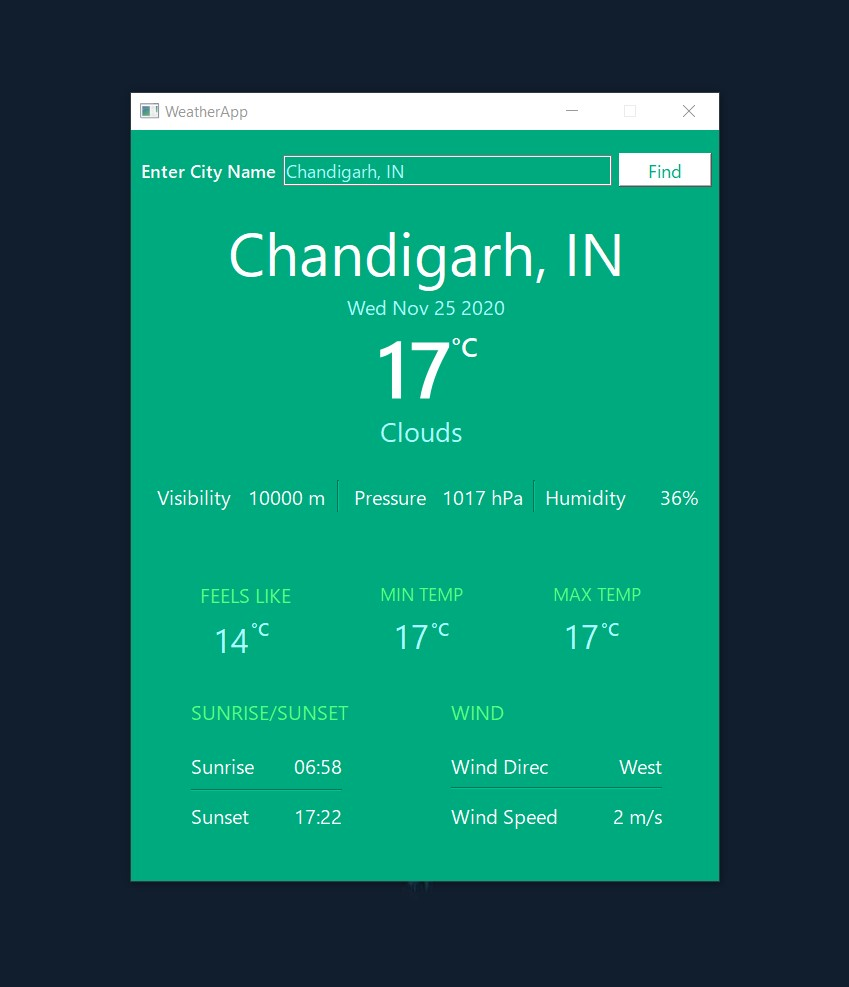 WeatherApp
Enter City Name Chandigarh, IN Find
Chandigarh, IN
Wed Nov 25 2020
17°C
Clouds
Visibility 10000 m Pressure 1017 hPa Humidity 36%
FEELS LIKE MIN TEMP MAX TEMP
14°C 17°C 17°C
SUNRISE/SUNSET WIND
Sunrise 06:58 Wind Direc West
Sunset 17:22 Wind Speed 2 m/s